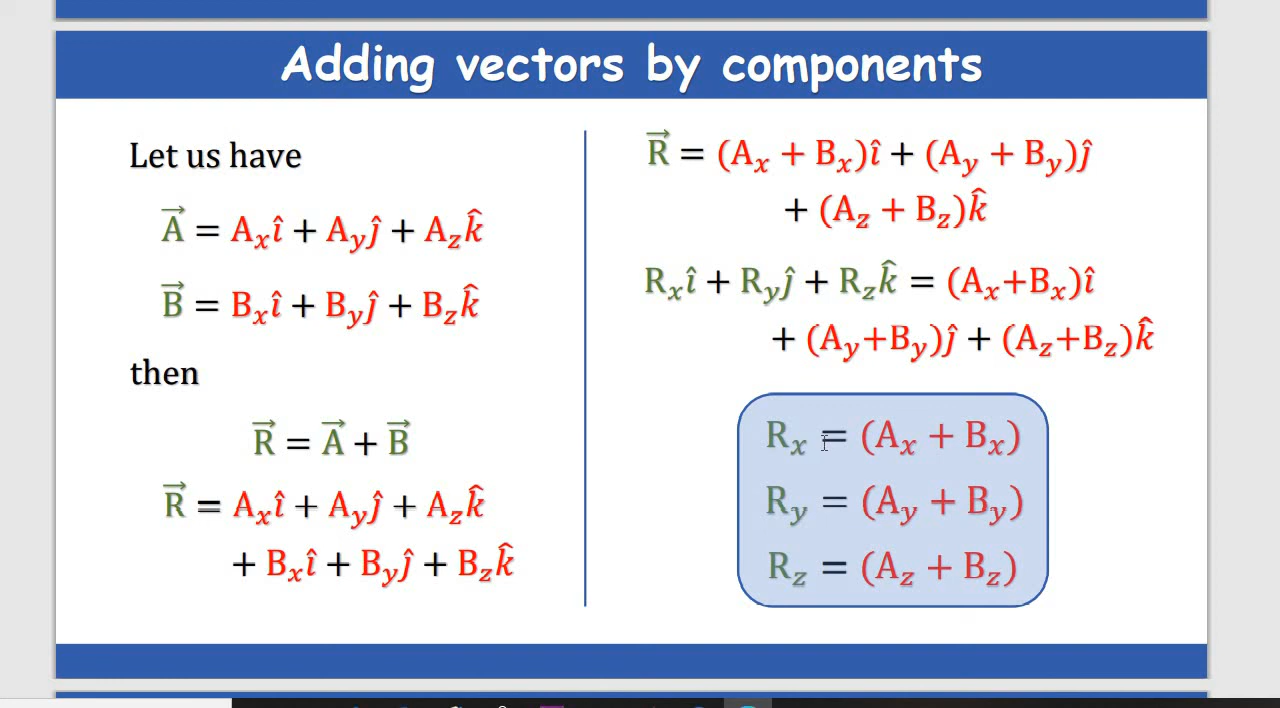 Adding vectors by components
Let us have
A⃗ = Aₓî + A_yĵ + A_zk̂
B⃗ = Bₓî + B_yĵ + B_zk̂
then
R⃗ = A⃗ + B⃗
R⃗ = Aₓî + A_yĵ + A_zk̂
+ Bₓî + B_yĵ + B_zk̂
R⃗ = (Aₓ + Bₓ)î + (A_y + B_y)ĵ
+ (A_z + B_z)k̂
Rₓî + R_yĵ + R_zk̂ = (Aₓ+Bₓ)î
+ (A_y+B_y)ĵ + (A_z+B_z)k̂
Rₓ = (Aₓ + Bₓ)
R_y = (A_y + B_y)
R_z = (A_z + B_z)